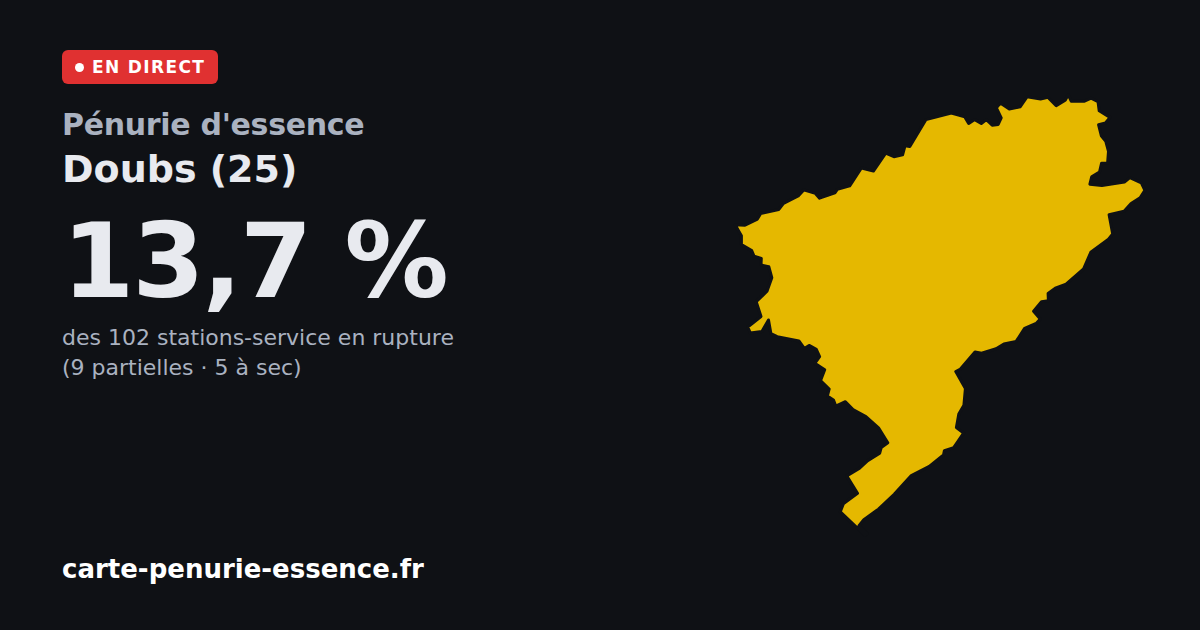 EN DIRECT
Pénurie d'essence
Doubs (25)
13,7 %
des 102 stations-service en rupture
(9 partielles · 5 à sec)
carte-penurie-essence.fr